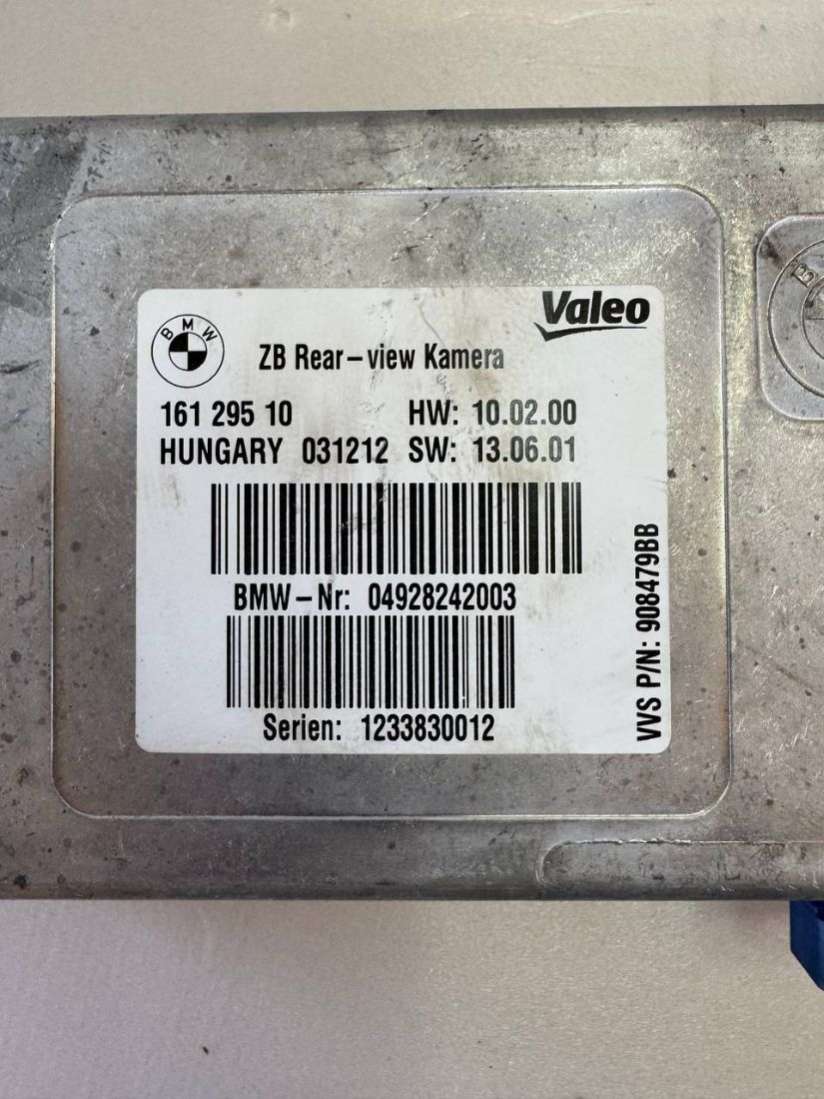 BMW
Valeo
ZB Rear-view Kamera
161 295 10 HW: 10.02.00
HUNGARY 031212 SW: 13.06.01
BMW-Nr: 04928242003
Serien: 1233830012
VVS P/N: 908479BB
B